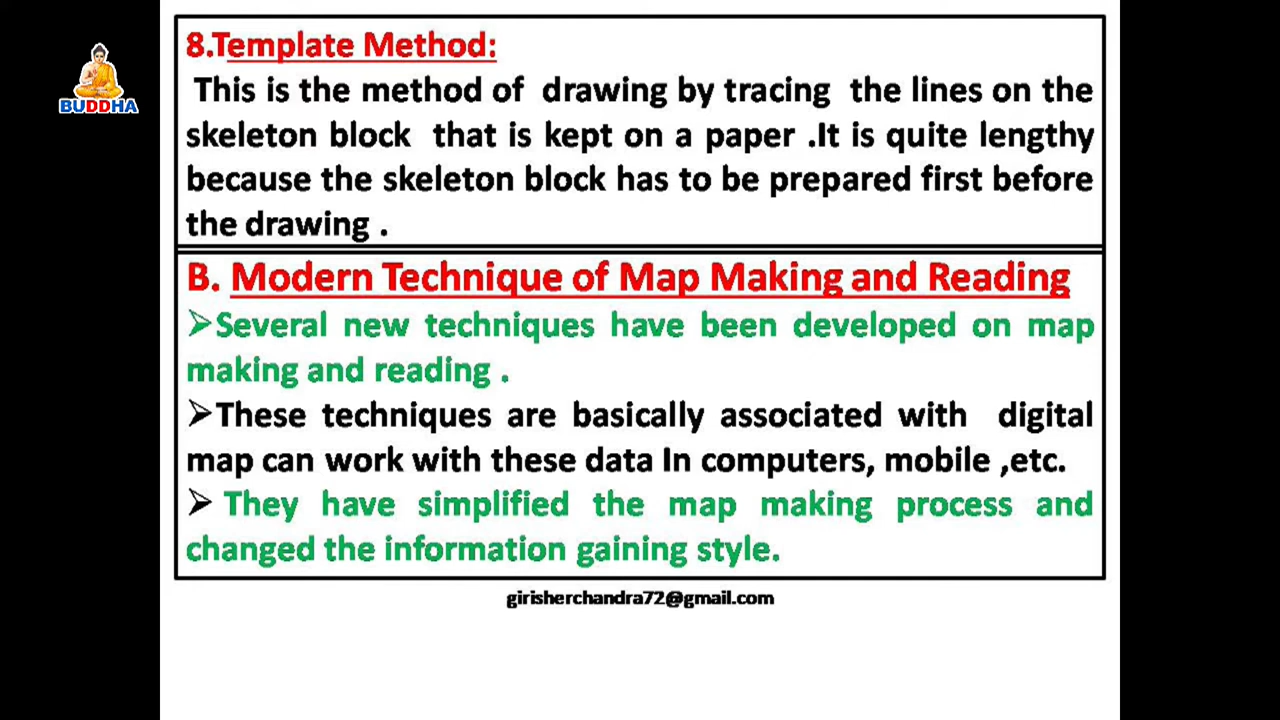 BUDDHA
8.Template Method:
This is the method of drawing by tracing the lines on the
skeleton block that is kept on a paper .It is quite lengthy
because the skeleton block has to be prepared first before
the drawing .
B. Modern Technique of Map Making and Reading
➢Several new techniques have been developed on map
making and reading .
➢These techniques are basically associated with digital
map can work with these data In computers, mobile ,etc.
➢ They have simplified the map making process and
changed the information gaining style.
girisherchandra72@gmail.com